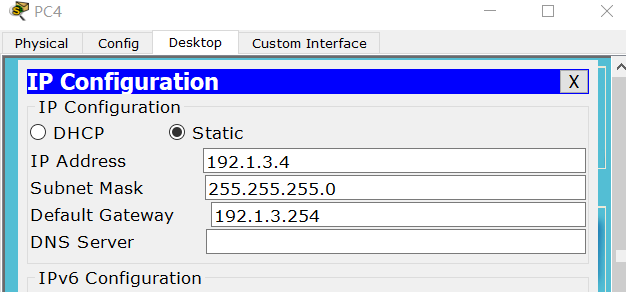 PC4
Physical Config Desktop Custom Interface
IP Configuration X
IP Configuration
DHCP Static
IP Address 192.1.3.4
Subnet Mask 255.255.255.0
Default Gateway 192.1.3.254
DNS Server
IPv6 Configuration